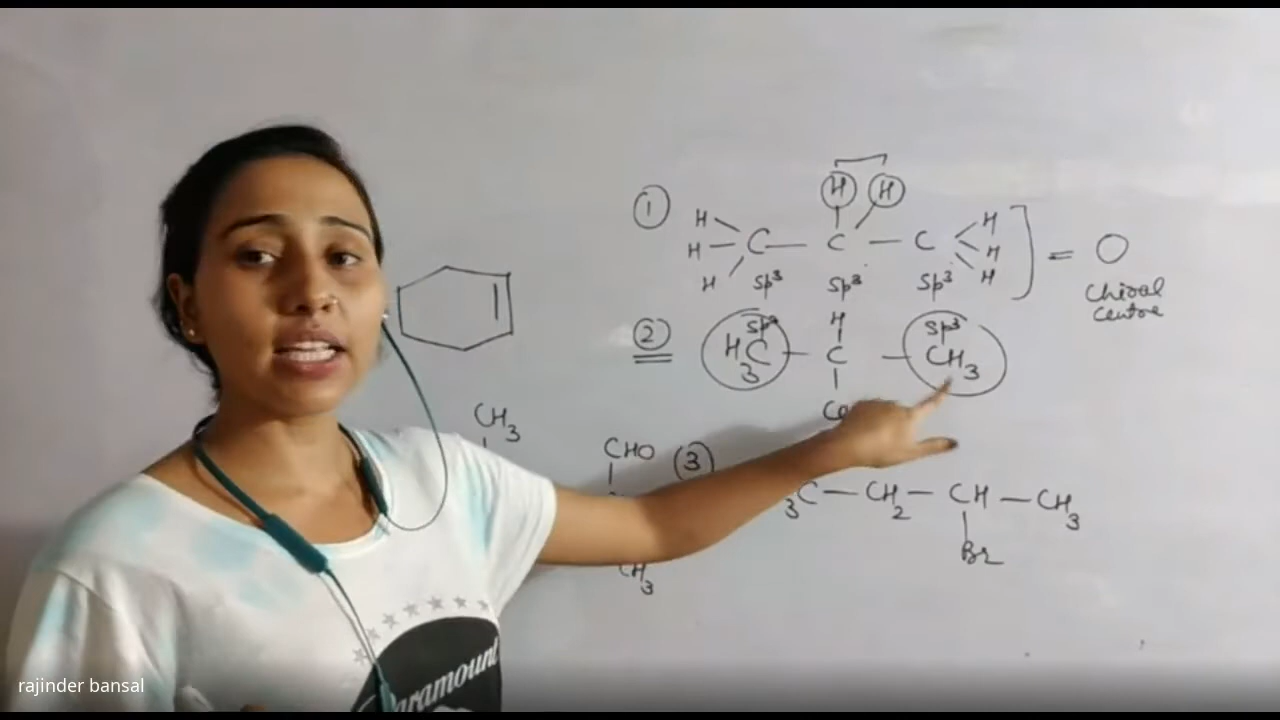 ① H H
H
H — C — C — C H
H H
H
sp³ sp³ sp³
] = O
Chiral
Centre
② H
sp³ sp³
H₃C — C — CH₃
CH₃
CHO ③
₃C — CH₂ — CH — CH₃
Br
CH₃
Paramount
rajinder bansal